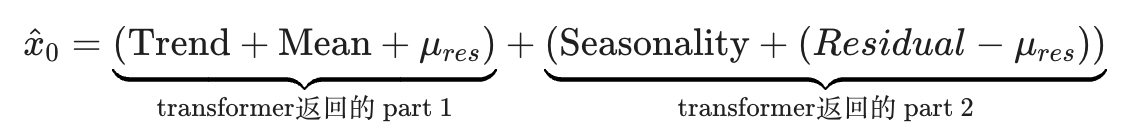 x̂₀ = (Trend + Mean + μ_res) + (Seasonality + (Residual − μ_res))
transformer返回的 part 1 transformer返回的 part 2